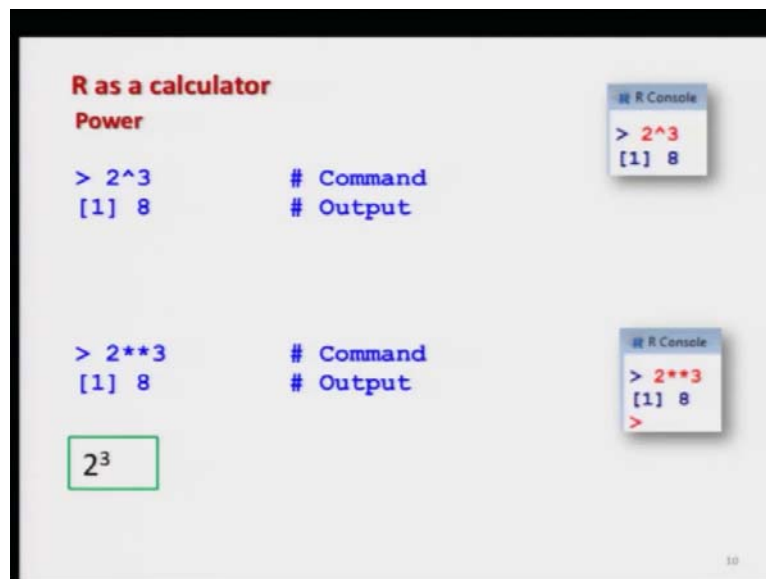 R as a calculator
Power
R Console
> 2^3
[1] 8
> 2^3 # Command
[1] 8 # Output
R Console
> 2**3
[1] 8
>
> 2**3 # Command
[1] 8 # Output
2³
10